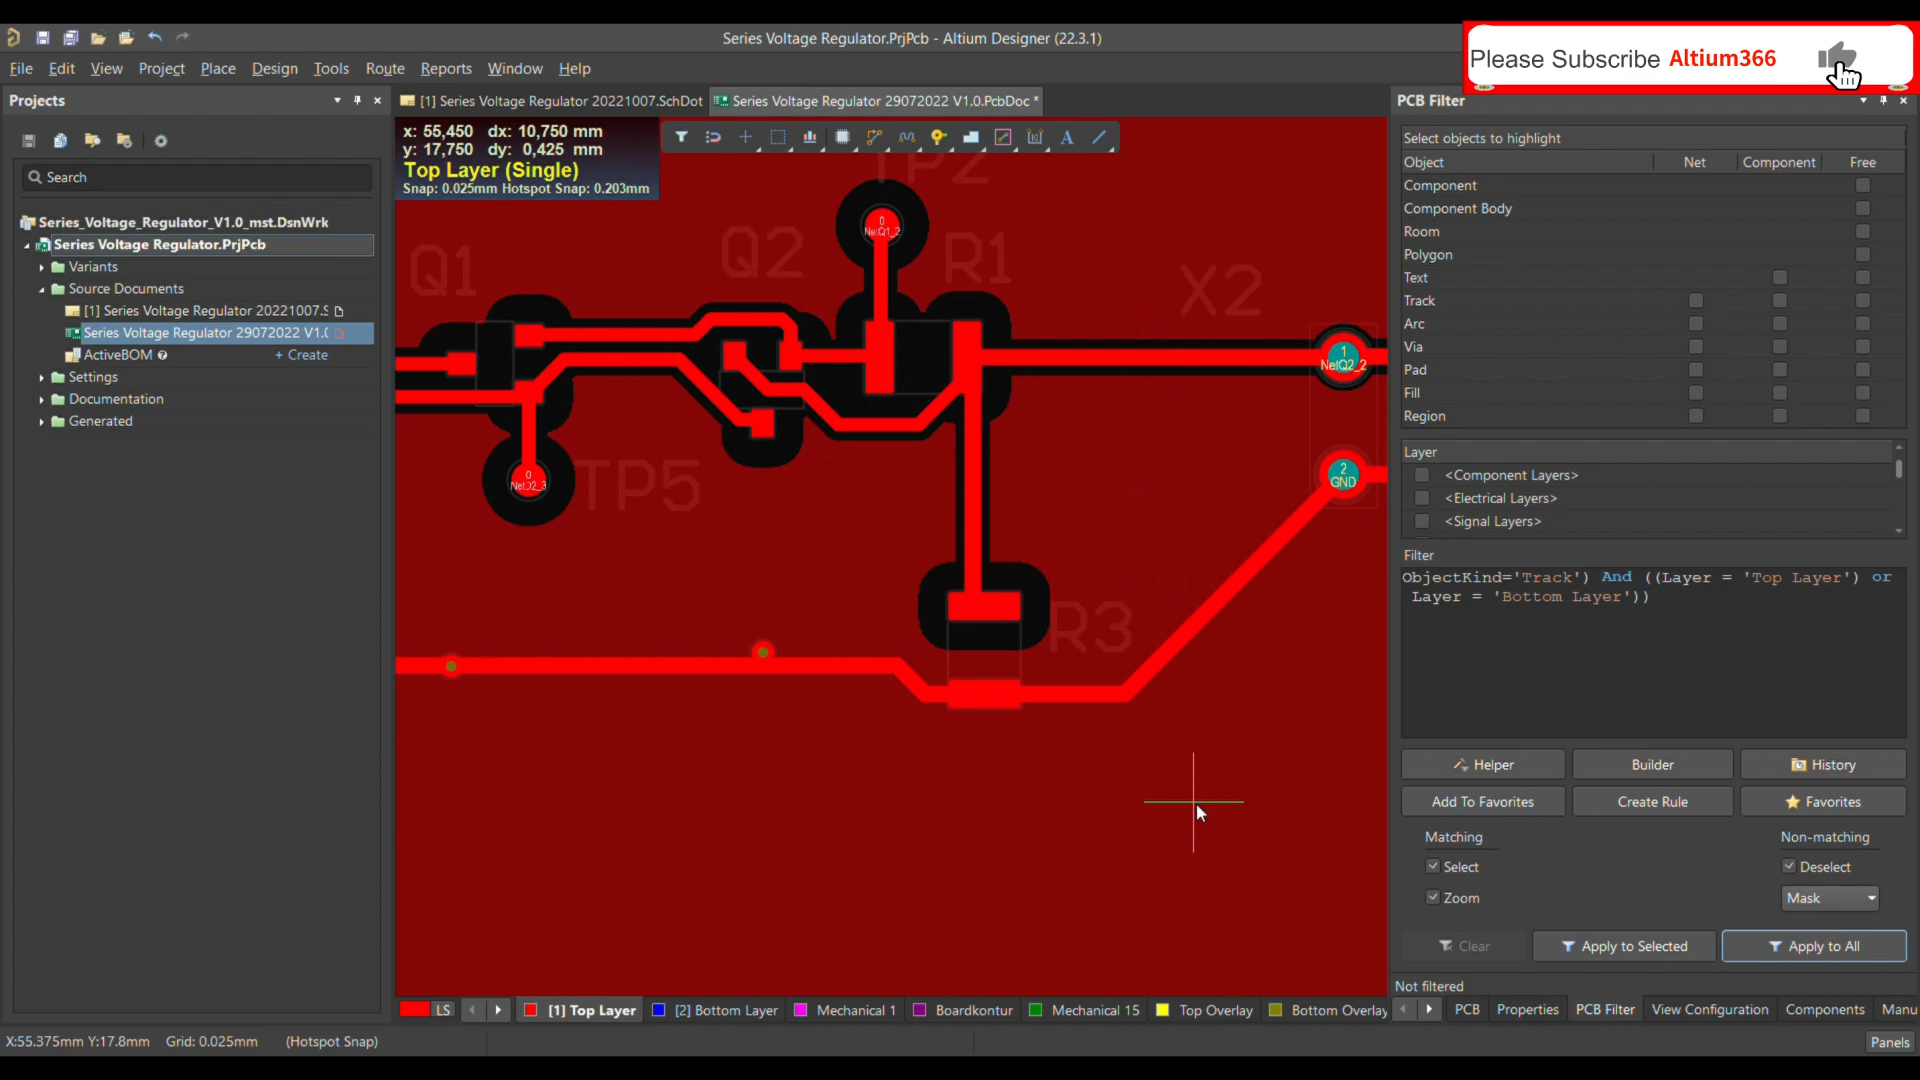 Series Voltage Regulator.PrjPcb - Altium Designer (22.3.1)
Please Subscribe Altium366
File Edit View Project Place Design Tools Route Reports Window Help
Projects
[1] Series Voltage Regulator 20221007.SchDot
Series Voltage Regulator 29072022 V1.0.PcbDoc *
PCB Filter
Search
Series_Voltage_Regulator_V1.0_mst.DsnWrk
Series Voltage Regulator.PrjPcb
Variants
Source Documents
[1] Series Voltage Regulator 20221007.S
Series Voltage Regulator 29072022 V1.(
ActiveBOM
+ Create
Settings
Documentation
Generated
x: 55,450 dx: 10,750 mm
y: 17,750 dy: 0,425 mm
Top Layer (Single)
Snap: 0.025mm Hotspot Snap: 0.203mm
TP2
0
NetQ1_2
Q1
Q2
R1
X2
1
NetQ2_2
0
TP5
2
GND
R3
Select objects to highlight
Object Net Component Free
Component
Component Body
Room
Polygon
Text
Track
Arc
Via
Pad
Fill
Region
Layer
<Component Layers>
<Electrical Layers>
<Signal Layers>
Filter
ObjectKind='Track') And ((Layer = 'Top Layer') or
Layer = 'Bottom Layer'))
Helper Builder History
Add To Favorites Create Rule Favorites
Matching Non-matching
Select Deselect
Zoom Mask
Clear Apply to Selected Apply to All
Not filtered
LS [1] Top Layer [2] Bottom Layer Mechanical 1 Boardkontur Mechanical 15 Top Overlay Bottom Overlay
PCB Properties PCB Filter View Configuration Components Manu
X:55.375mm Y:17.8mm Grid: 0.025mm (Hotspot Snap)
Panels